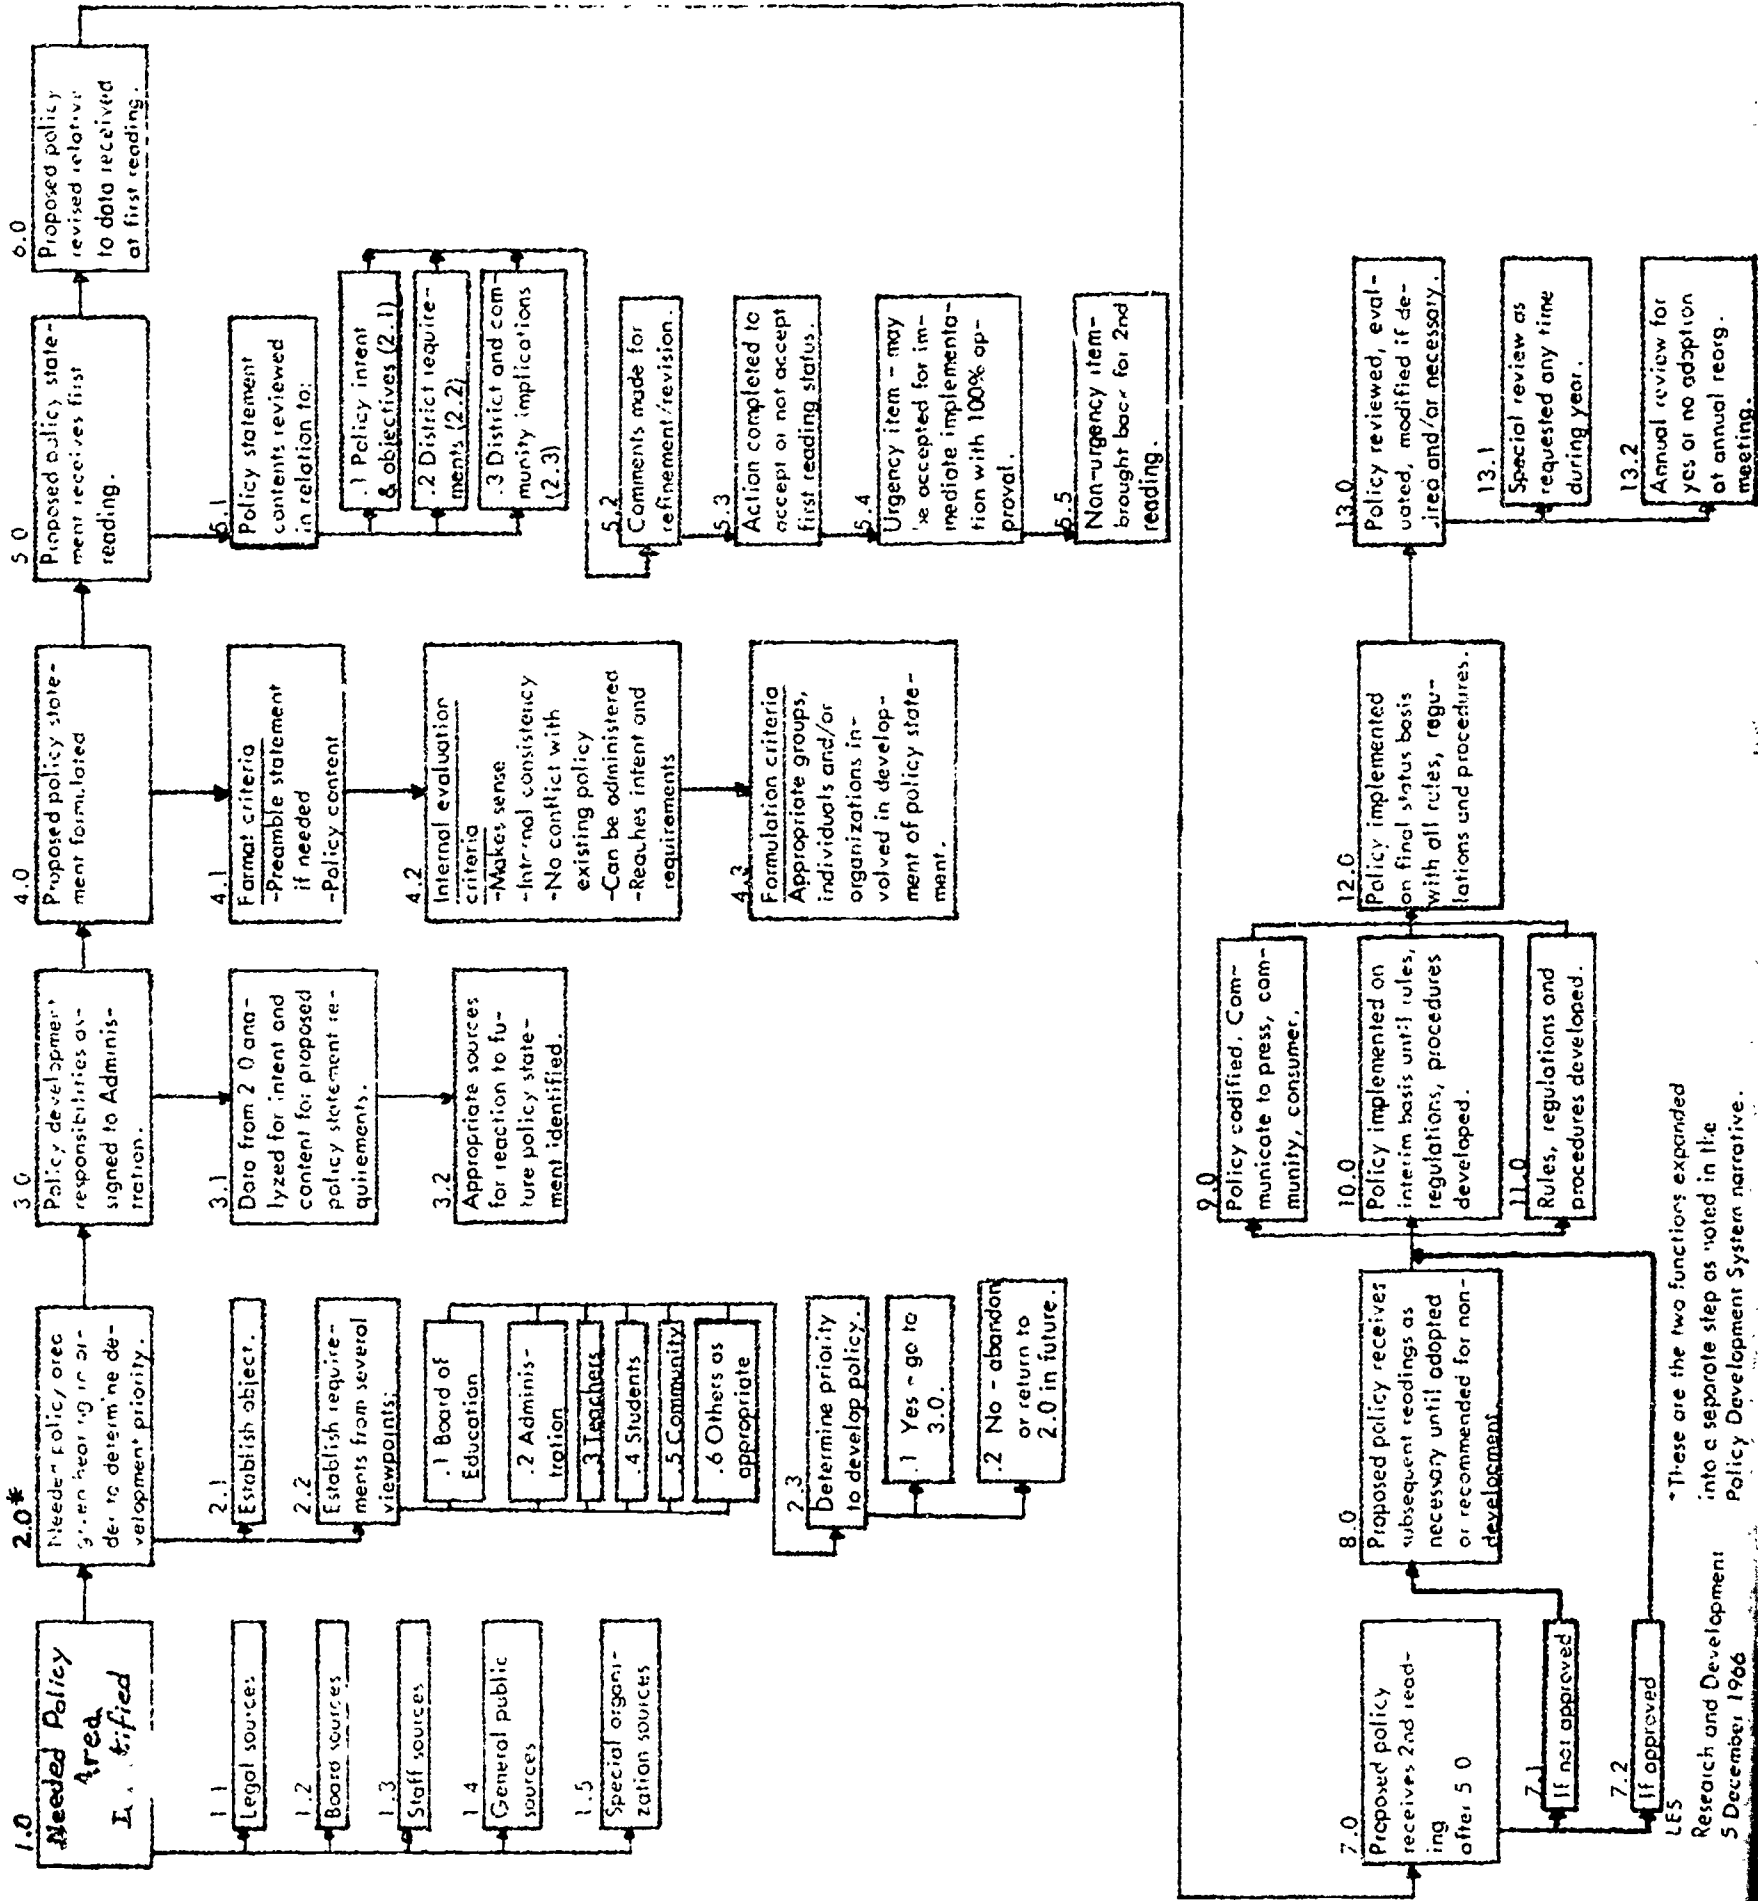 1.0
Needed Policy
Area
2.0*
Needed policy area
given hearing in or-
der to determine de-
velopment priority.
3.0
Policy development
responsibilities as-
signed to Adminis-
tration.
4.0
Proposed policy state-
ment formulated
5.0
Proposed policy state-
ment receives first
reading.
6.0
Proposed policy
revised relative
to data received
at first reading.
1.1
Legal sources
1.2
Board sources
1.3
Staff sources
1.4
General public
sources
1.5
Special organi-
zation sources
2.1
Establish object.
2.2
Establish require-
ments from several
viewpoints:
.1 Board of
Education
.2 Adminis-
tration
.3 Teachers
.4 Students
.5 Community
.6 Others as
appropriate
2.3
Determine priority
to develop policy.
.1 Yes - go to
3.0.
.2 No - abandon
or return to
2.0 in future.
3.1
Data from 2.0 ana-
lyzed for intent and
content for proposed
policy statement re-
quirements.
3.2
Appropriate sources
for reaction to fu-
ture policy state-
ment identified.
4.1
Format criteria
-Preamble statement
if needed
-Policy content
4.2
Internal evaluation
criteria
-Makes sense
-Internal consistency
-No conflict with
existing policy
-Can be administered
-Reaches intent and
requirements
4.3
Formulation criteria
Appropriate groups,
individuals and/or
organizations in-
volved in develop-
ment of policy state-
ment.
5.1
Policy statement
contents reviewed
in relation to:
.1 Policy intent
& objectives (2.1)
.2 District require-
ments (2.2)
.3 District and com-
munity implications
(2.3)
5.2
Comments made for
refinement/revision.
5.3
Action completed to
accept or not accept
first reading status.
5.4
Urgency item - may
be accepted for im-
mediate implementa-
tion with 100% ap-
proval.
5.5
Non-urgency item-
brought back for 2nd
reading.
7.0
Proposed policy
receives 2nd read-
ing
after 5.0
7.1
If not approved
7.2
If approved
8.0
Proposed policy receives
subsequent readings as
necessary until adopted
or recommended for non-
development.
9.0
Policy codified. Com-
municate to press, com-
munity, consumer.
10.0
Policy implemented on
interim basis until rules,
regulations, procedures
developed.
11.0
Rules, regulations and
procedures developed.
12.0
Policy implemented
on final status basis
with all rules, regu-
lations and procedures.
13.0
Policy reviewed, eval-
uated, modified if de-
sired and/or necessary.
13.1
Special review as
requested any time
during year.
13.2
Annual review for
yes or no adoption
at annual reorg.
meeting.
LES
Research and Development
5 December 1966
*These are the two functions expanded
into a separate step as noted in the
Policy Development System narrative.